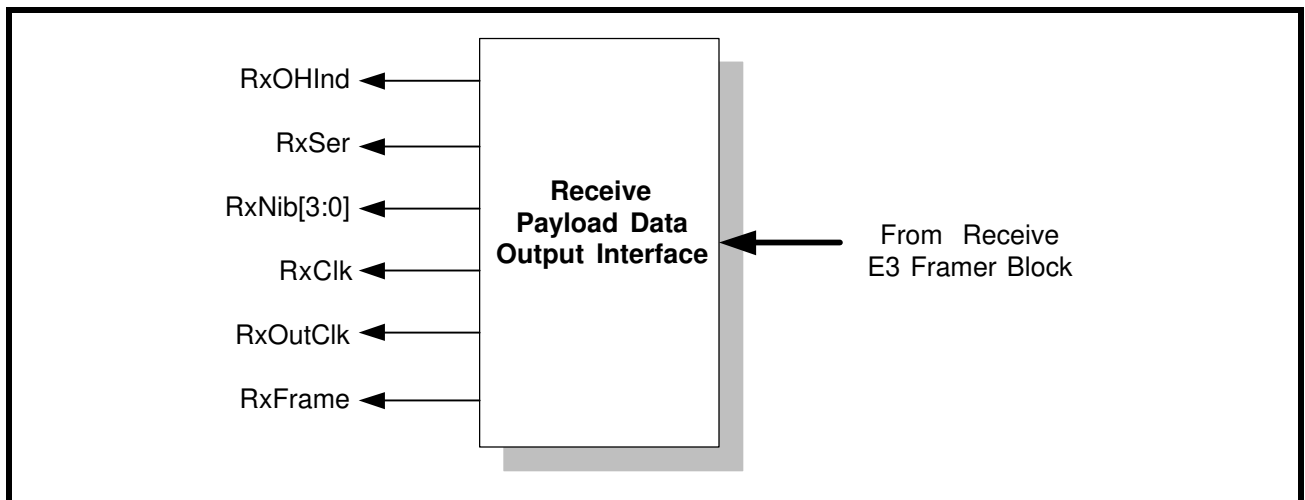 RxOHInd
RxSer
RxNib[3:0]
RxClk
RxOutClk
RxFrame
Receive
Payload Data
Output Interface
From Receive
E3 Framer Block